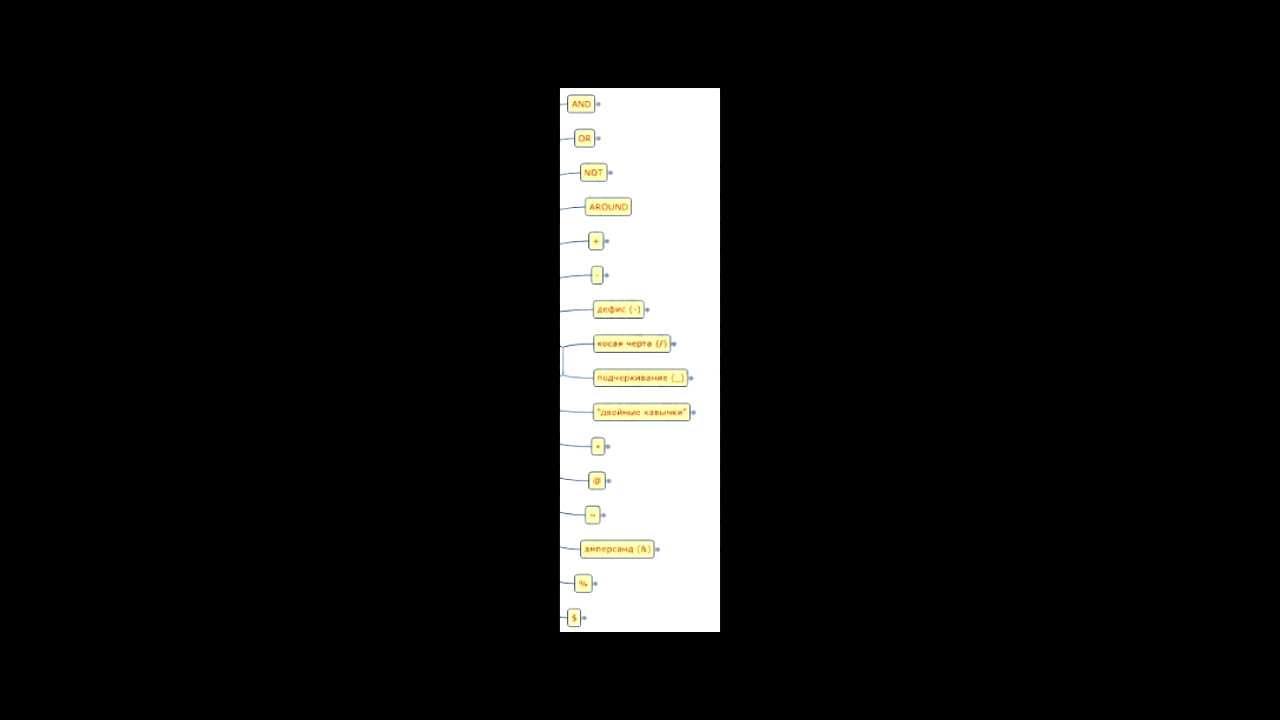 AND
OR
NOT
AROUND
+
-
дефис (-)
косая черта (/)
подчеркивание (_)
"двойные кавычки"
@
~
амперсанд (&)
%
$